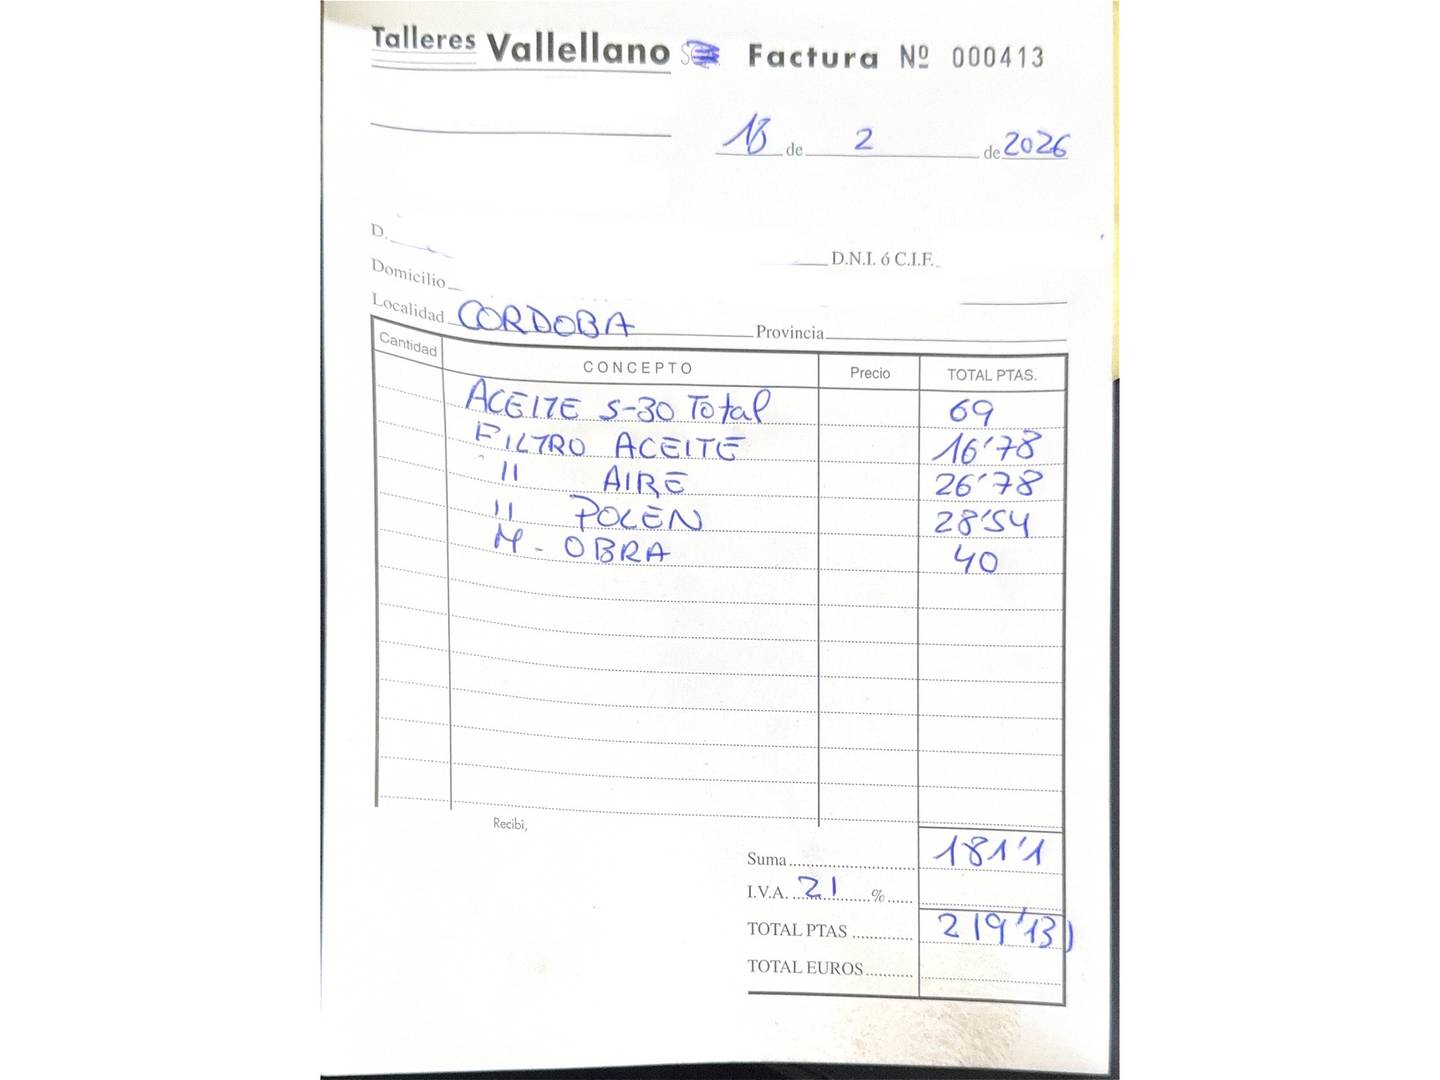 Talleres Vallellano Factura Nº 000413
de 2 de 2026
D.
D.N.I. ó C.I.F.
Domicilio
Localidad CORDOBA Provincia
Cantidad CONCEPTO Precio TOTAL PTAS.
ACEITE 5-30 Total 69
FILTRO ACEITE 16'78
" AIRE 26'78
" POLEN 28'54
M-OBRA 40
Recibi,
Suma 181'1
I.V.A. 21 %
TOTAL PTAS 219'13
TOTAL EUROS